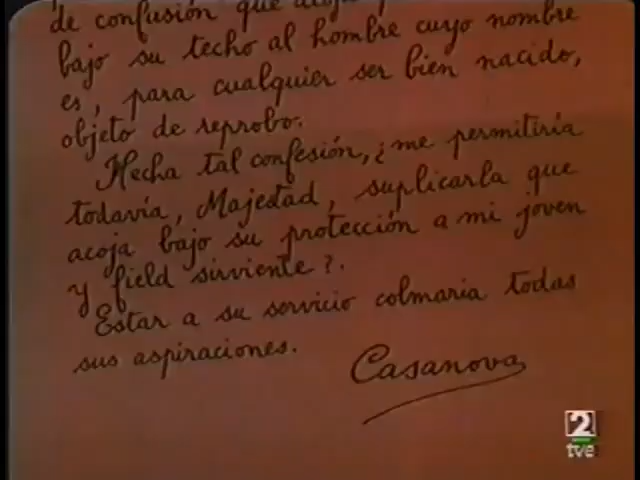 de confusión que acoja
bajo su techo al hombre cuyo nombre
es, para cualquier ser bien nacido,
objeto de reprobo.
Hecha tal confesión, ¿me permitiría
todavía, Majestad, suplicarla que
acoja bajo su protección a mi joven
y field sirviente?.
Estar a su servicio colmaria todas
sus aspiraciones.
Casanova
2
tve